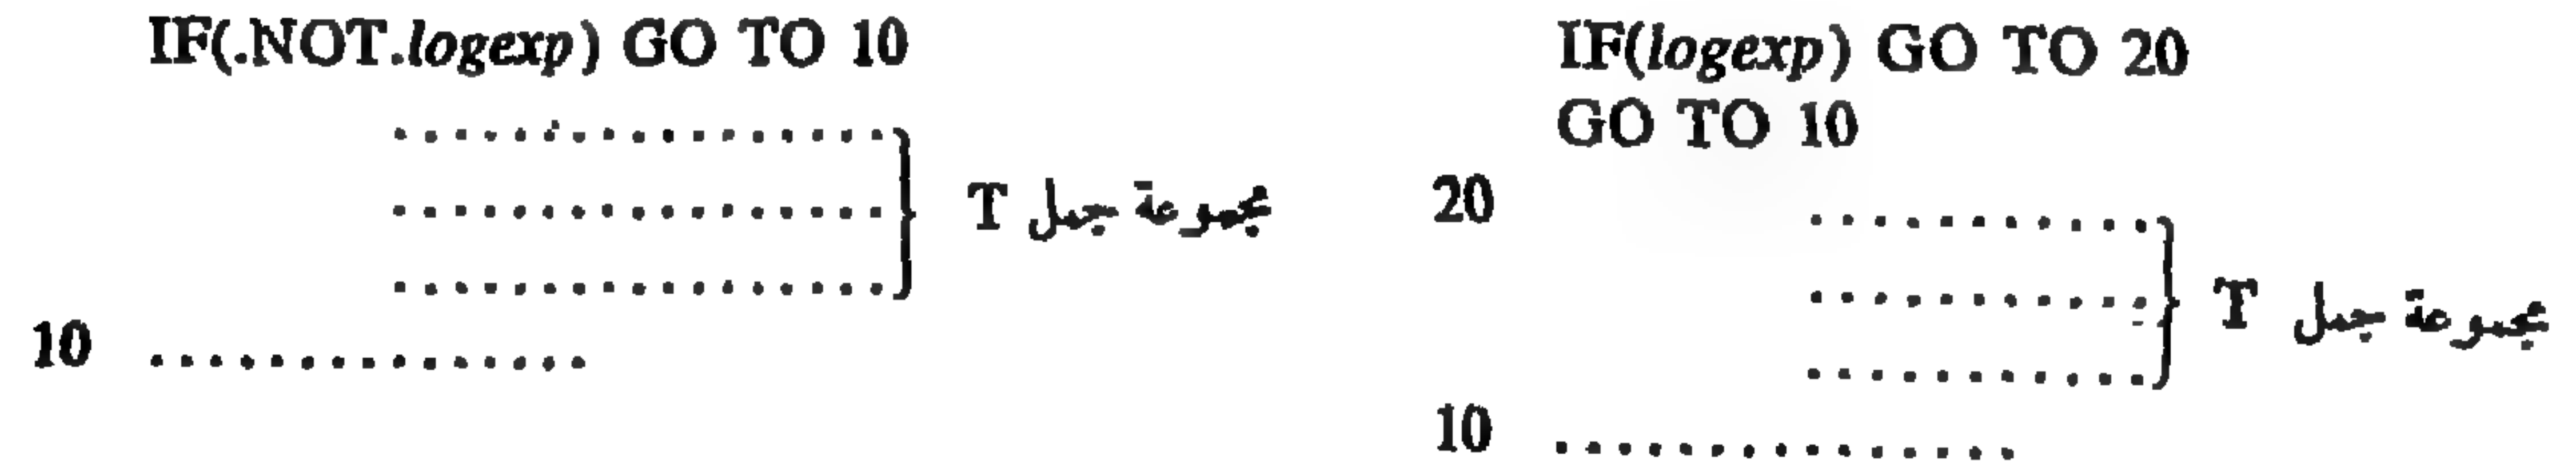 IF(.NOT.logexp) GO TO 10
................
................ مجموعة جمل T
................
10 ...............
IF(logexp) GO TO 20
GO TO 10
20 ...........
........... مجموعة جمل T
...........
10 ...............